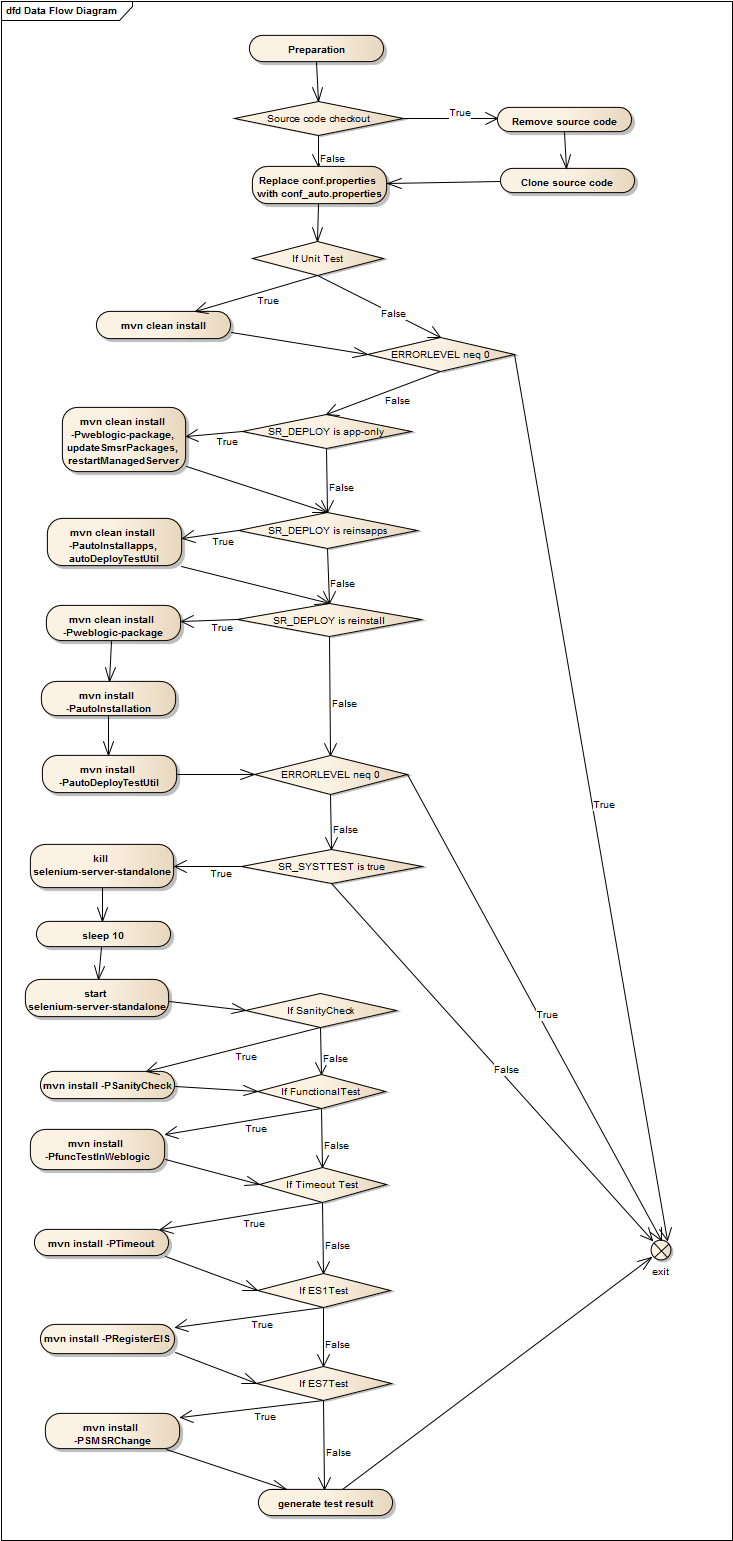 dfd Data Flow Diagram
Preparation
Source code checkout
True
Remove source code
False
Replace conf.properties
with conf_auto.properties
Clone source code
If Unit Test
True
False
mvn clean install
ERRORLEVEL neq 0
False
mvn clean install
-Pweblogic-package,
updateSmsrPackages,
restartManagedServer
True
SR_DEPLOY is app-only
False
mvn clean install
-PautoInstallapps,
autoDeployTestUtil
True
SR_DEPLOY is reinsapps
False
mvn clean install
-Pweblogic-package
True
SR_DEPLOY is reinstall
mvn install
-PautoInstallation
False
mvn install
-PautoDeployTestUtil
ERRORLEVEL neq 0
True
False
kill
selenium-server-standalone
True
SR_SYSTTEST is true
sleep 10
start
selenium-server-standalone
If SanityCheck
True
True
False
False
mvn install -PSanityCheck
If FunctionalTest
True
False
mvn install
-PfuncTestInWeblogic
If Timeout Test
True
False
mvn install -PTimeout
exit
If ES1Test
True
False
mvn install -PRegisterEIS
If ES7Test
True
False
mvn install
-PSMSRChange
generate test result